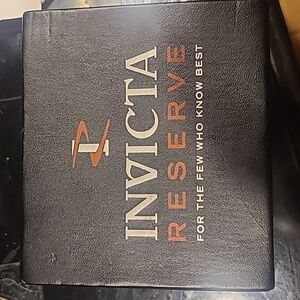 INVICTA
RESERVE
FOR THE FEW WHO KNOW BEST